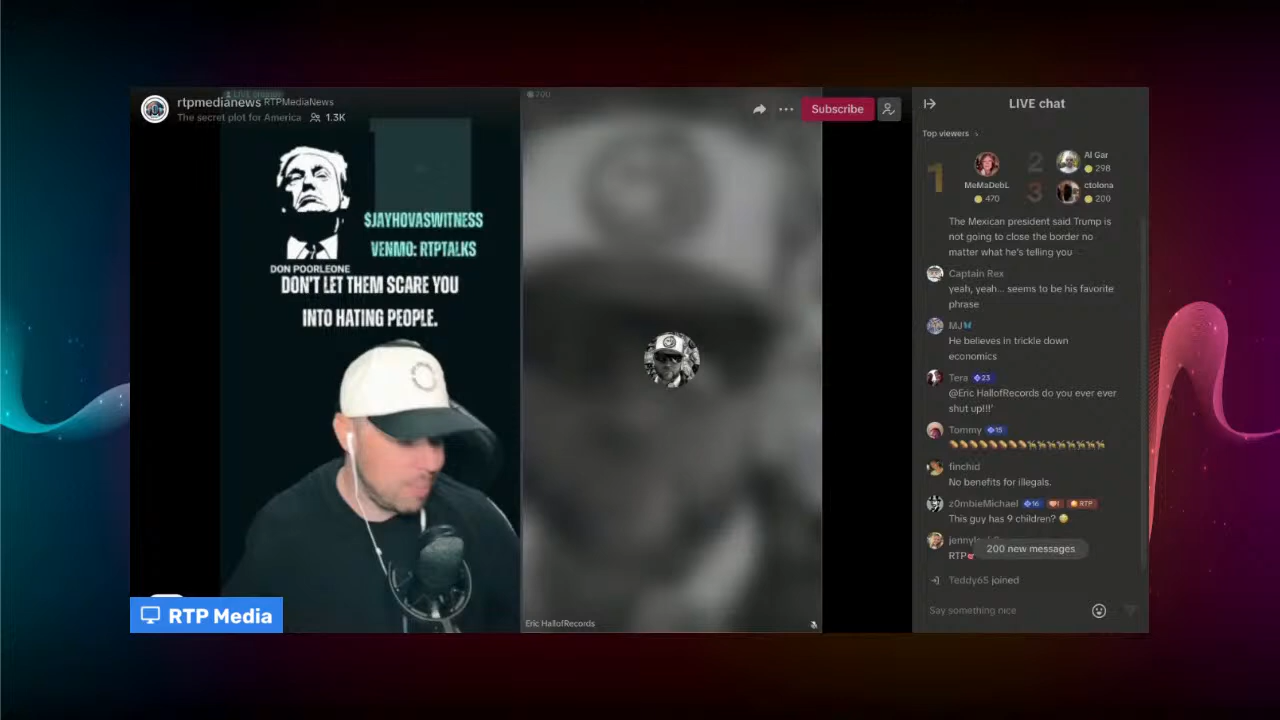 rtpmedianews RTPMediaNews
The secret plot for America 1.3K
Subscribe
$JAYHOVASWITNESS
VENMO: RTPTALKS
DON POORLEONE
DON'T LET THEM SCARE YOU
INTO HATING PEOPLE.
RTP Media
Eric HallofRecords
LIVE chat
Top viewers
1
MeMaDebL
470
2
Al Gar
298
3
ctolona
200
The Mexican president said Trump is
not going to close the border no
matter what he's telling you
Captain Rex
yeah, yeah... seems to be his favorite
phrase
MJ
He believes in trickle down
economics
Tera 23
@Eric HallofRecords do you ever ever
shut up!!!'
Tommy 15
finchid
No benefits for illegals.
z0mbieMichael 16 RTP
This guy has 9 children?
RTP
200 new messages
Teddy65 joined
Say something nice